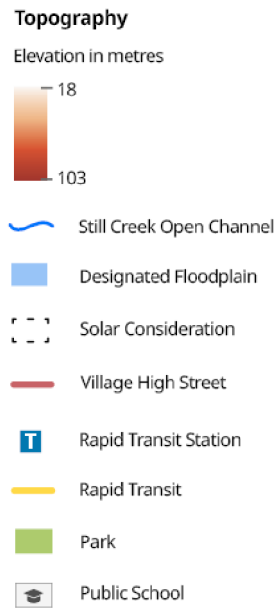 Topography
Elevation in metres
18
103
Still Creek Open Channel
Designated Floodplain
Solar Consideration
Village High Street
T Rapid Transit Station
Rapid Transit
Park
Public School